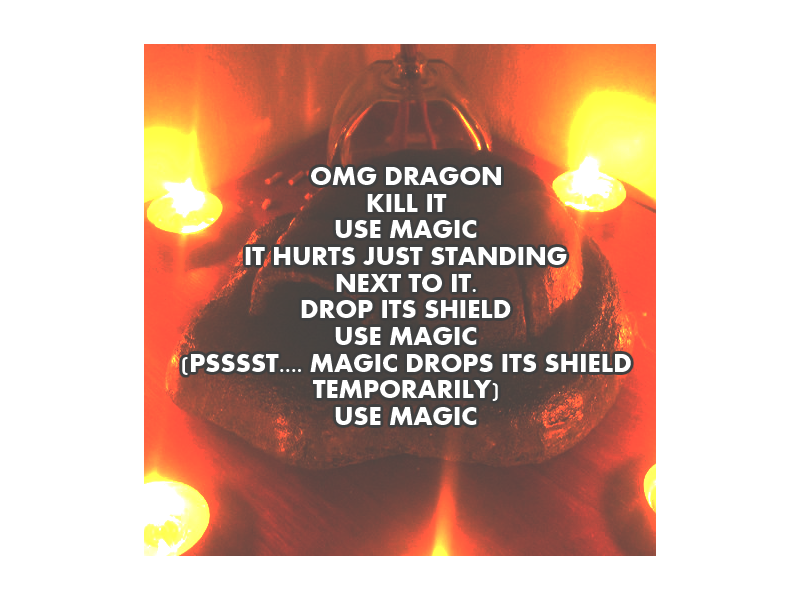 OMG DRAGON
KILL IT
USE MAGIC
IT HURTS JUST STANDING
NEXT TO IT.
DROP ITS SHIELD
USE MAGIC
(PSSSST.... MAGIC DROPS ITS SHIELD
TEMPORARILY)
USE MAGIC